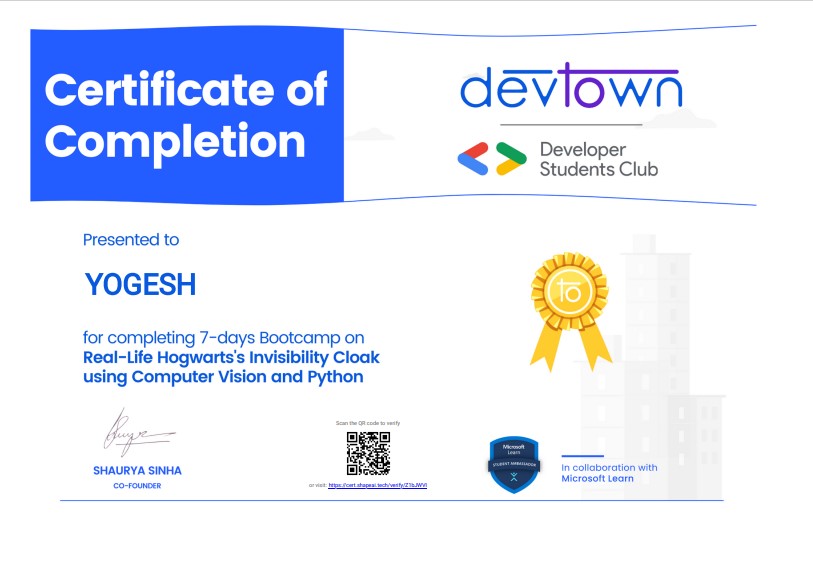 Certificate of
Completion
devtown
Developer
Students Club
Presented to
YOGESH
for completing 7-days Bootcamp on
Real-Life Hogwarts's Invisibility Cloak
using Computer Vision and Python
to
SHAURYA SINHA
CO-FOUNDER
Scan the QR code to verify
or visit: https://cert.shapeai.tech/verify/Z1bJWVI
Microsoft
Learn
STUDENT AMBASSADOR
In collaboration with
Microsoft Learn